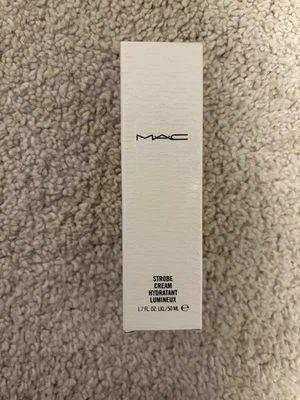 MAC
STROBE
CREAM
HYDRATANT
LUMINEUX
1.7 FL. OZ. LIQ./50 ML ℮